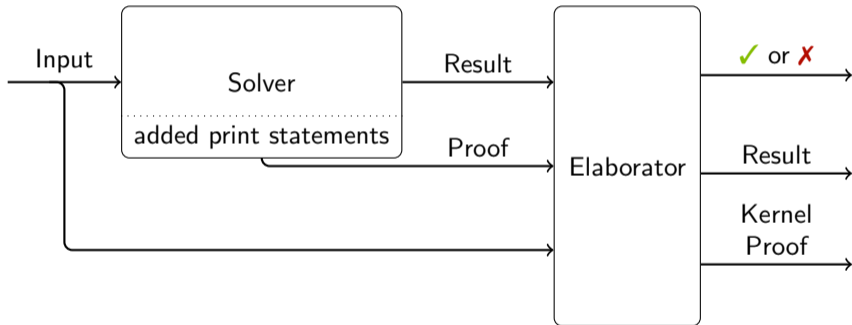 Input
Solver
added print statements
Result
Proof
Elaborator
✓ or ✗
Result
Kernel
Proof